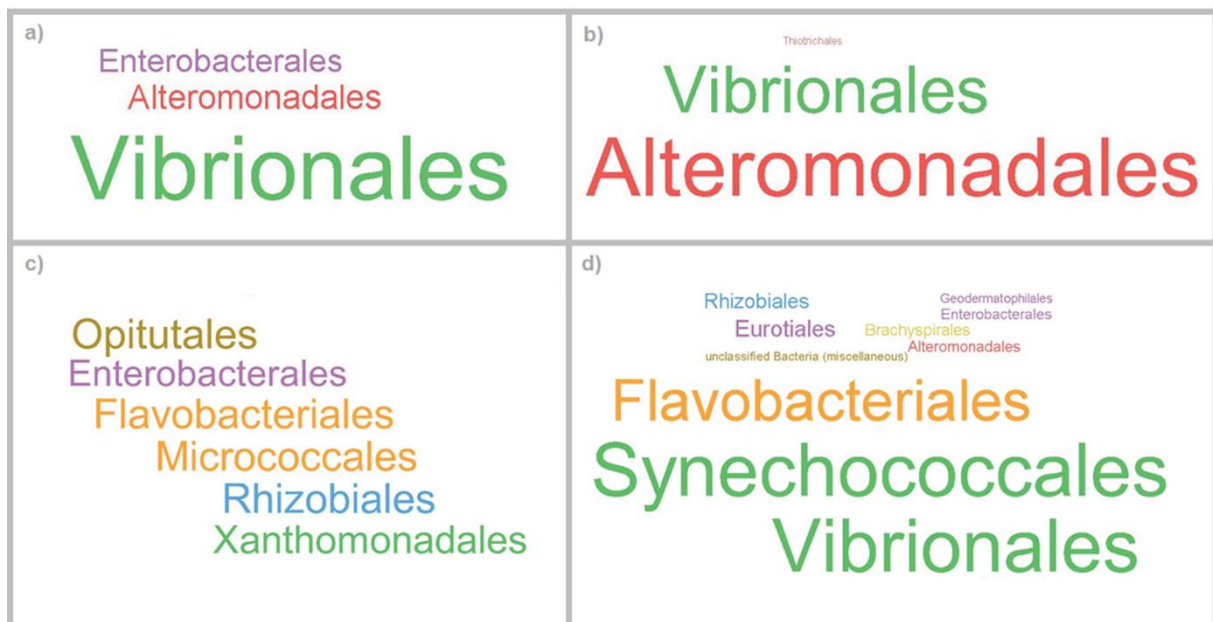 a)
Enterobacterales
Alteromonadales
Vibrionales
b)
Thiotrichales
Vibrionales
Alteromonadales
c)
Opitutales
Enterobacterales
Flavobacteriales
Micrococcales
Rhizobiales
Xanthomonadales
d)
Rhizobiales
Geodermatophilales
Enterobacterales
Eurotiales
Brachyspirales
Alteromonadales
unclassified Bacteria (miscellaneous)
Flavobacteriales
Synechococcales
Vibrionales